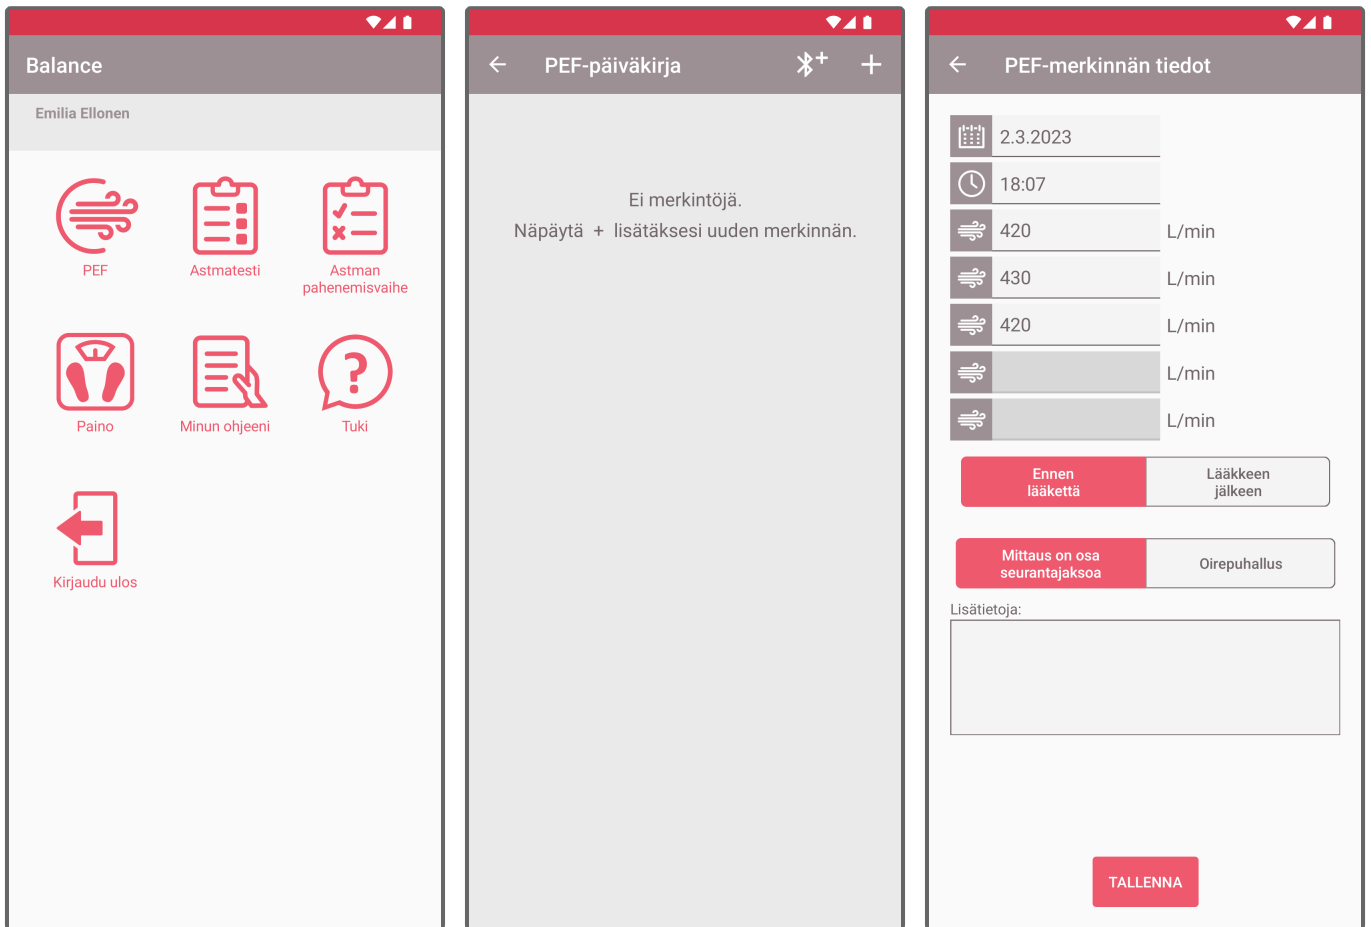 Balance
Emilia Ellonen
PEF
Astmatesti
Astman
pahenemisvaihe
Paino
Minun ohjeeni
Tuki
Kirjaudu ulos
PEF-päiväkirja
Ei merkintöjä.
Näpäytä + lisätäksesi uuden merkinnän.
PEF-merkinnän tiedot
2.3.2023
18:07
420 L/min
430 L/min
420 L/min
L/min
L/min
Ennen
lääkettä
Lääkkeen
jälkeen
Mittaus on osa
seurantajaksoa
Oirepuhallus
Lisätietoja:
TALLENNA